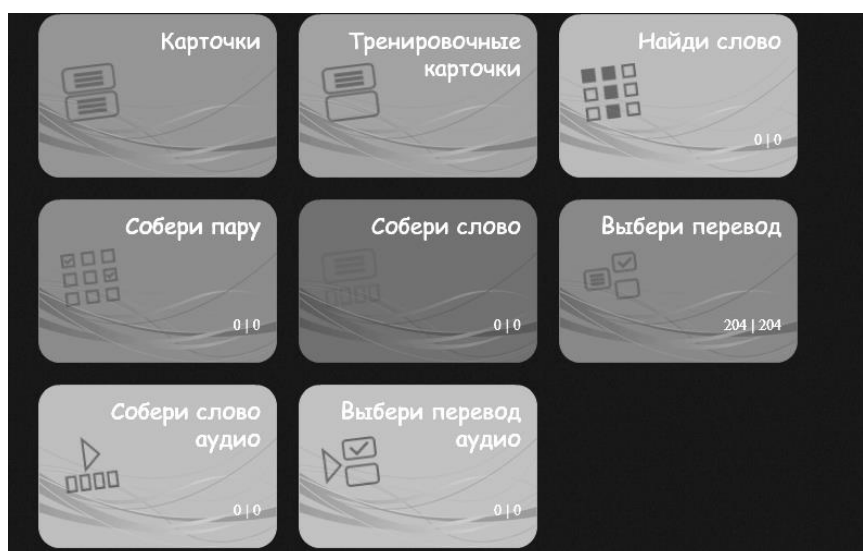 Карточки
Тренировочные
карточки
Найди слово
0 | 0
Собери пару
0 | 0
Собери слово
0 | 0
Выбери перевод
204 | 204
Собери слово
аудио
0 | 0
Выбери перевод
аудио
0 | 0